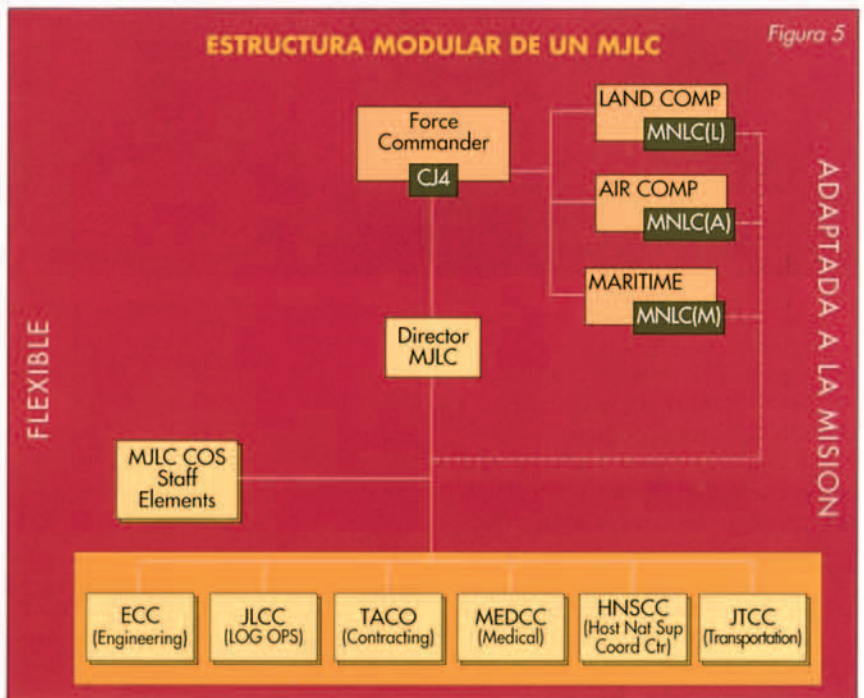 Figura 5
ESTRUCTURA MODULAR DE UN MJLC
Force
Commander
CJ4
LAND COMP
MNLC(L)
AIR COMP
MNLC(A)
MARITIME
MNLC(M)
Director
MJLC
FLEXIBLE
ADAPTADA A LA MISION
MJLC COS
Staff
Elements
ECC
(Engineering)
JLCC
(LOG OPS)
TACO
(Contracting)
MEDCC
(Medical)
HNSCC
(Host Nat Sup
Coord Ctr)
JTCC
(Transportation)